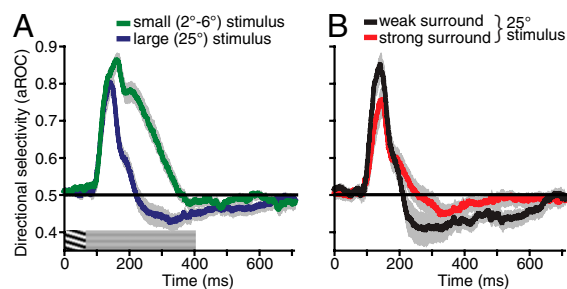 A
small (2°-6°) stimulus
large (25°) stimulus
Directional selectivity (aROC)
0.9
0.8
0.7
0.6
0.5
0.4
0
200
400
600
Time (ms)
B
weak surround
strong surround
25°
stimulus
0
200
400
600
Time (ms)